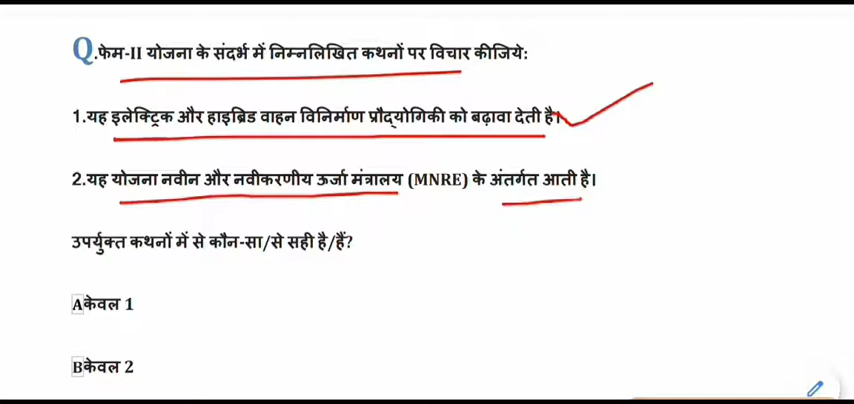 Q.फेम-II योजना के संदर्भ में निम्नलिखित कथनों पर विचार कीजिये:
1.यह इलेक्ट्रिक और हाइब्रिड वाहन विनिर्माण प्रौद्योगिकी को बढ़ावा देती है।
2.यह योजना नवीन और नवीकरणीय ऊर्जा मंत्रालय (MNRE) के अंतर्गत आती है।
उपर्युक्त कथनों में से कौन-सा/से सही है/हैं?
Aकेवल 1
Bकेवल 2